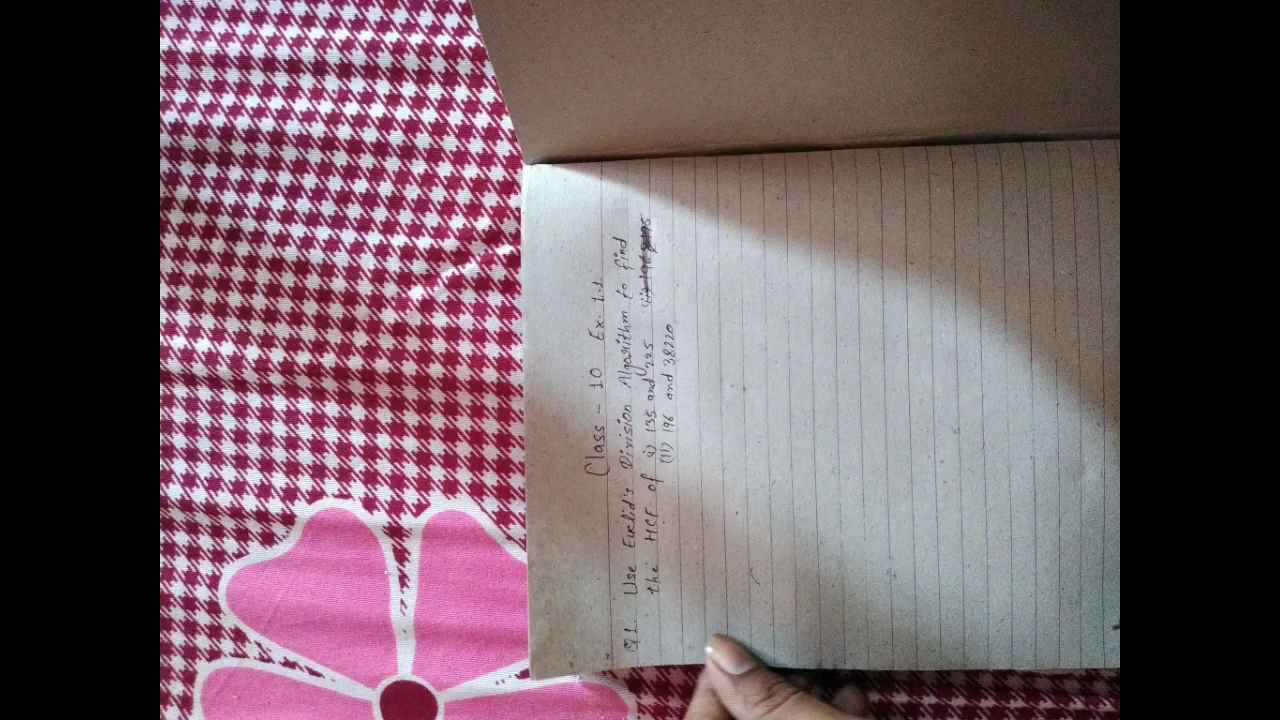 Class - 10 Ex. 1.1
Q1. Use Euclid's Division Algorithm to find
the HCF of i) 135 and 225
(ii) 196 and 38220